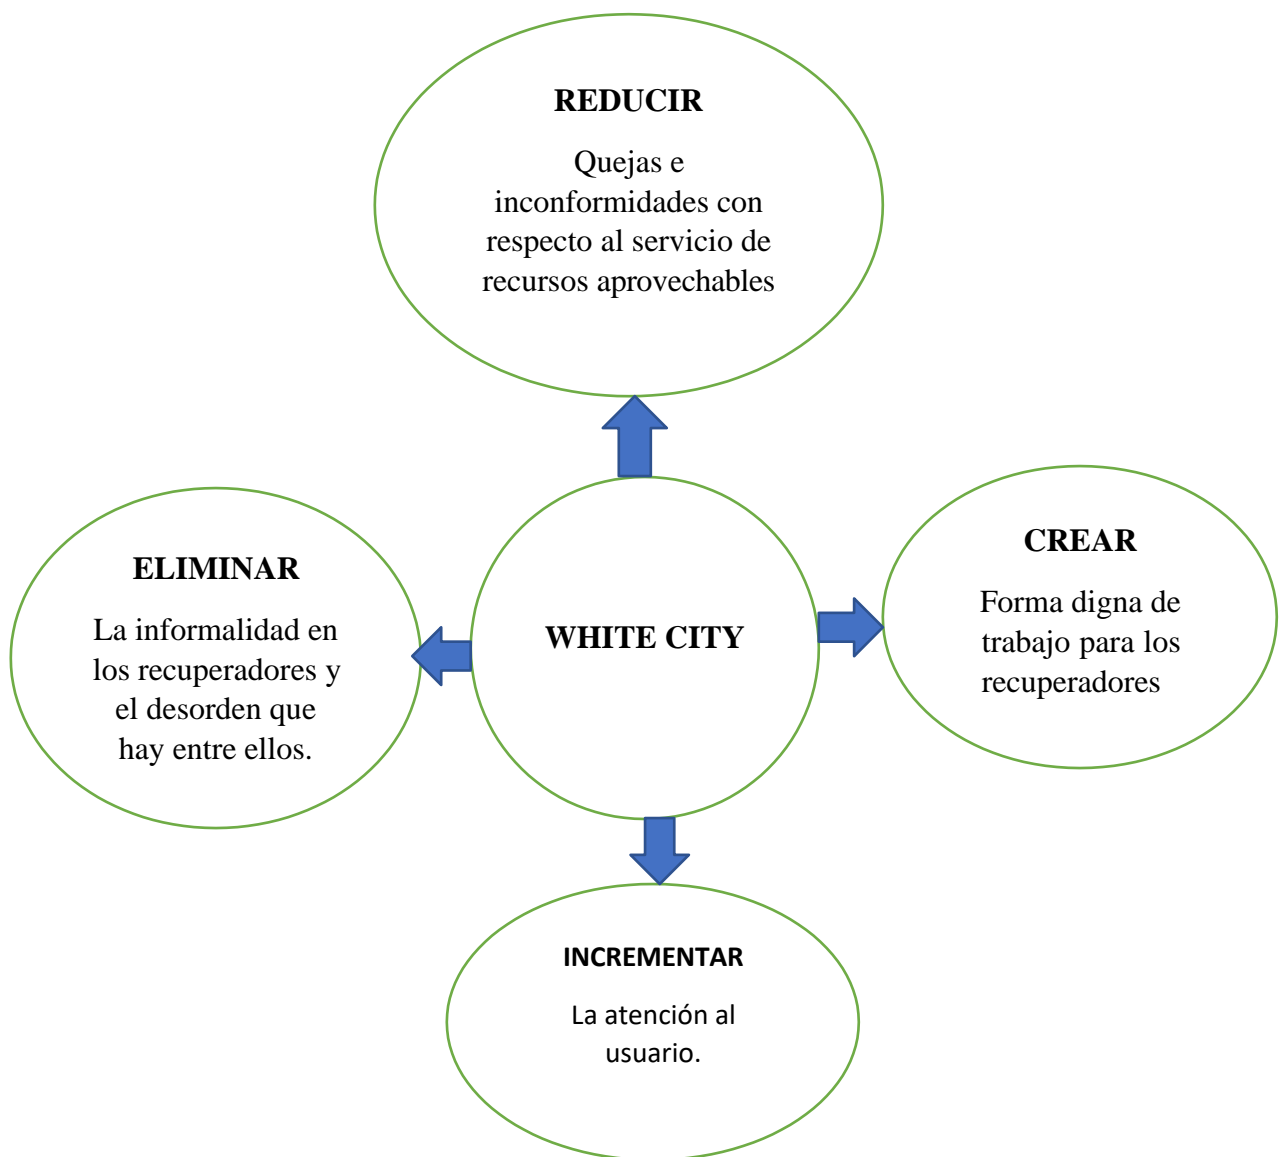 REDUCIR
Quejas e
inconformidades con
respecto al servicio de
recursos aprovechables
ELIMINAR
La informalidad en
los recuperadores y
el desorden que
hay entre ellos.
WHITE CITY
CREAR
Forma digna de
trabajo para los
recuperadores
INCREMENTAR
La atención al
usuario.